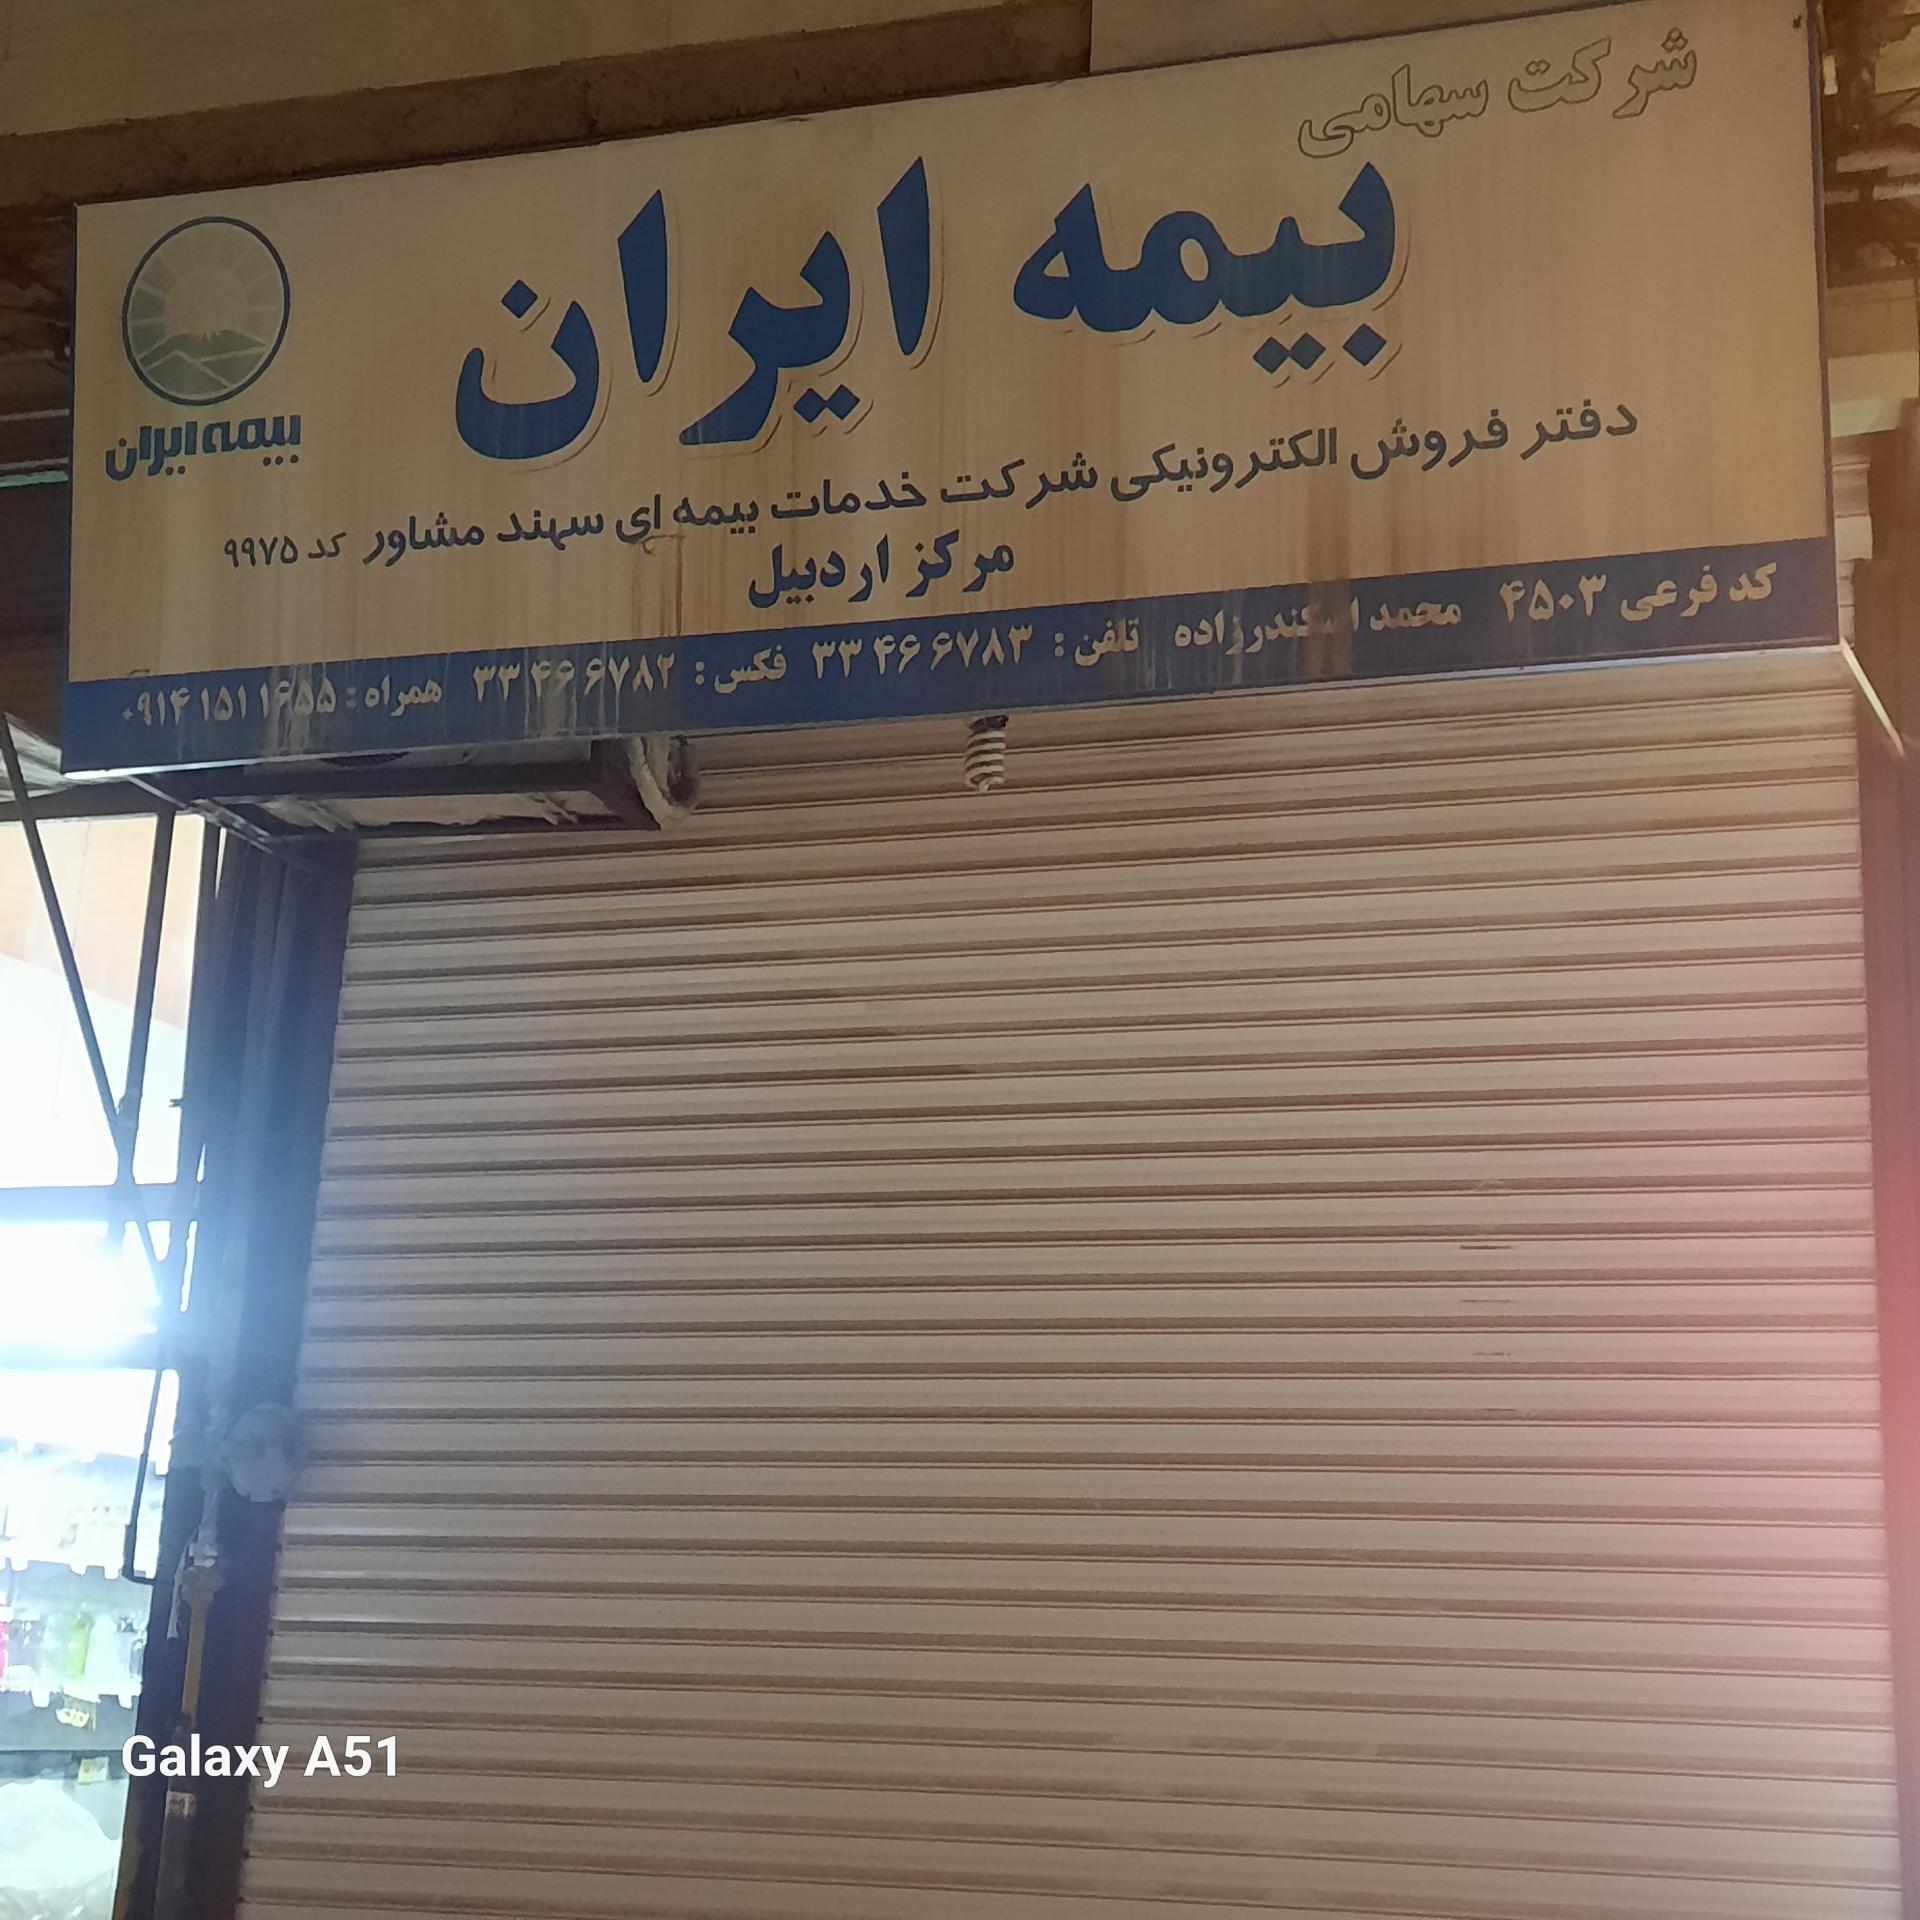 شرکت سهامی
بیمه ایران
بیمه ایران
دفتر فروش الکترونیکی شرکت خدمات بیمه ای سهند مشاور کد ۹۹۷۵
مرکز اردبیل
کد فرعی ۴۵۰۳ محمد اسکندرزاده تلفن : ۳۳۴۶۶۷۸۳ فکس : ۳۳۴۶۶۷۸۲ همراه : ۰۹۱۴۱۵۱۱۶۵۵
Galaxy A51